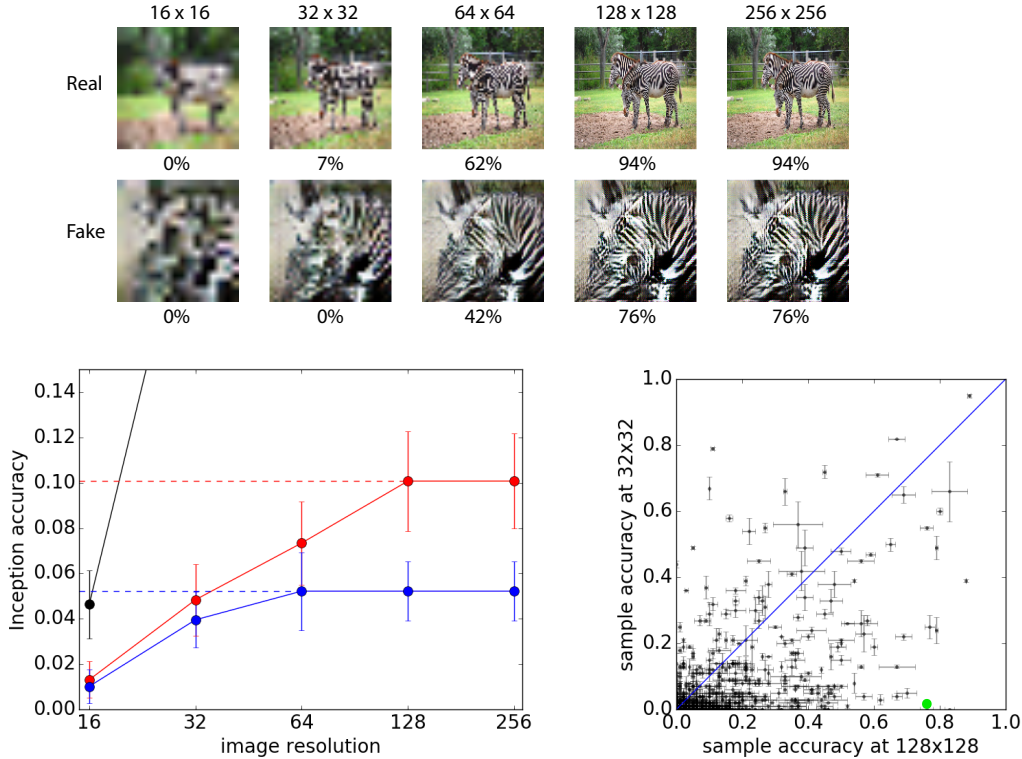 16 x 16 32 x 32 64 x 64 128 x 128 256 x 256
Real
0% 7% 62% 94% 94%
Fake
0% 0% 42% 76% 76%
0.14
0.12
0.10
0.08
0.06
0.04
0.02
0.00
Inception accuracy
16 32 64 128 256
image resolution
1.0
0.8
0.6
0.4
0.2
0.0
sample accuracy at 32x32
0.0 0.2 0.4 0.6 0.8 1.0
sample accuracy at 128x128